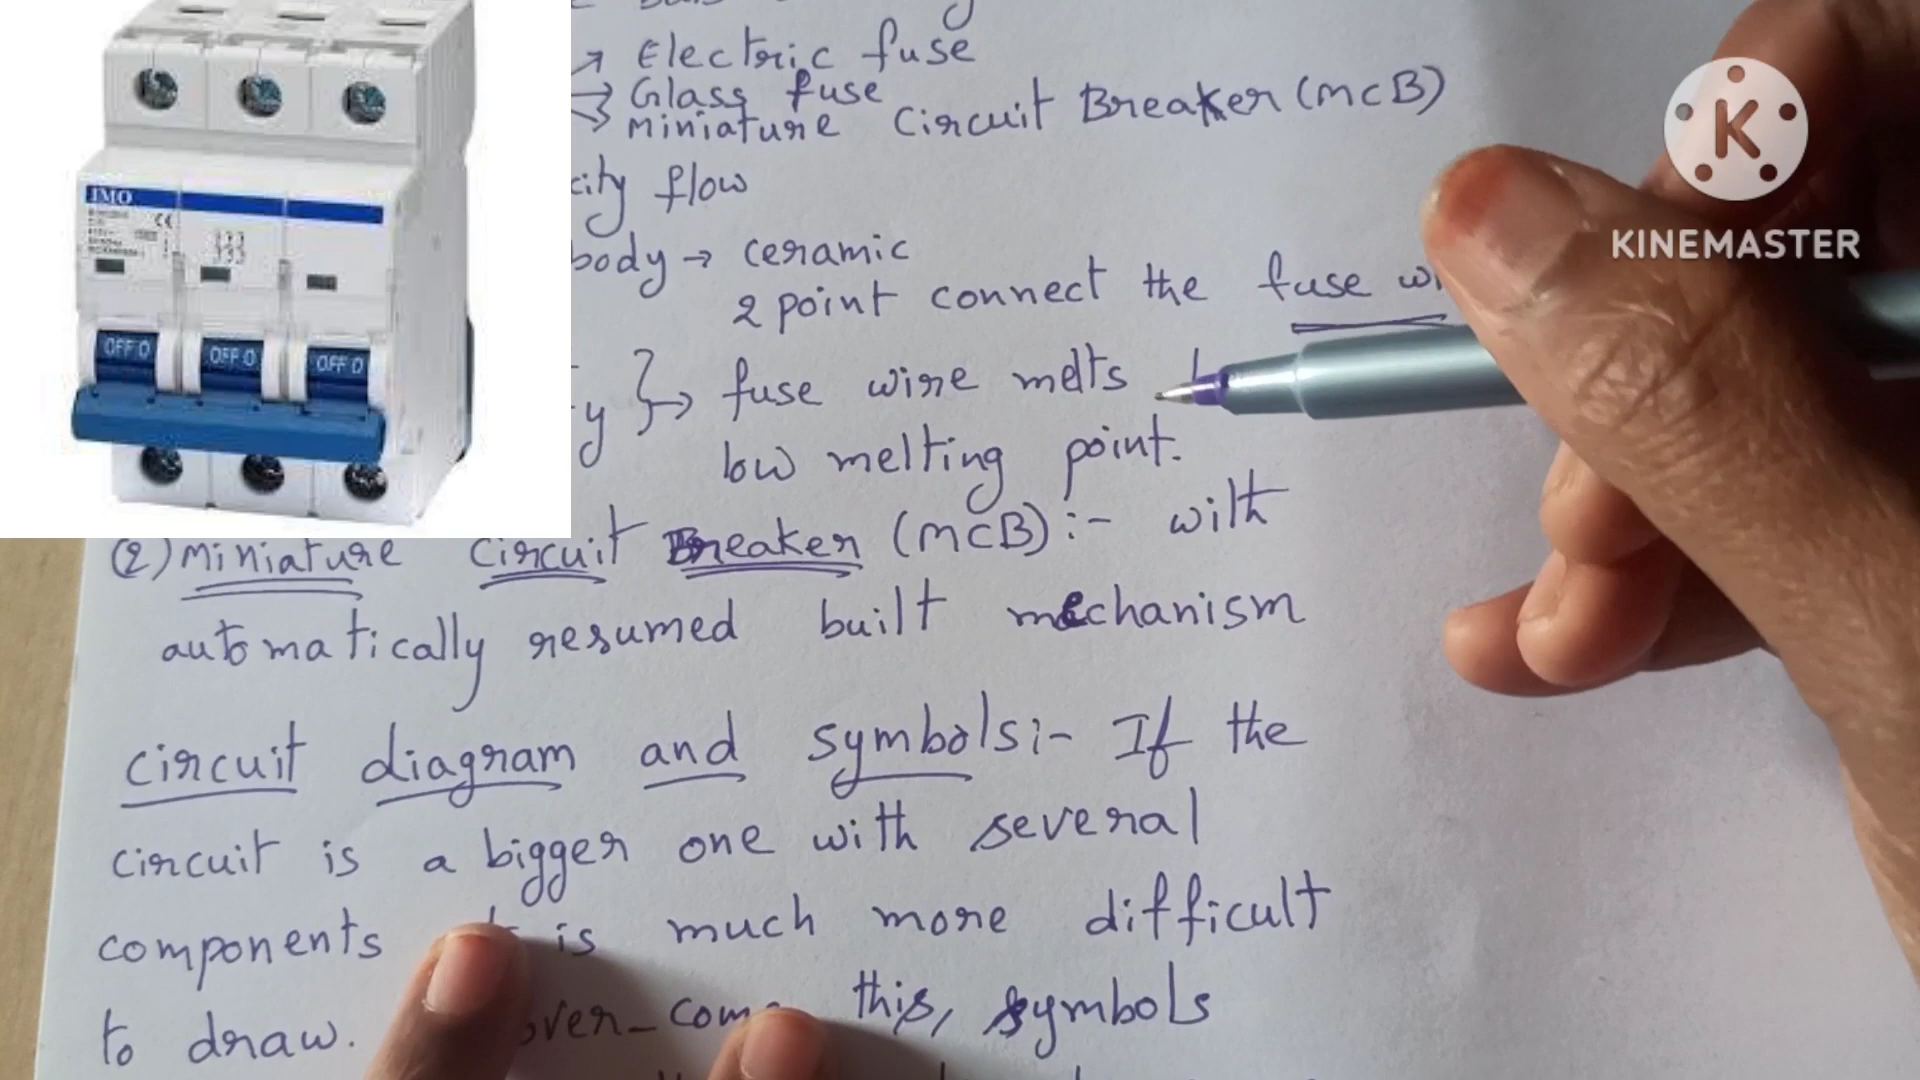 Electric fuse
Glass fuse
Miniature Circuit Breaker (MCB)
city flow
body → ceramic
2 point connect the fuse
fuse wire melts
low melting point.
(2) Miniature Circuit Breaker (MCB):- with
automatically resumed built mechanism
circuit diagram and symbols:- If the
circuit is a bigger one with several
components is much more difficult
to draw. over-come this, symbols
IMO
OFF O OFF O OFF O
K
KINEMASTER